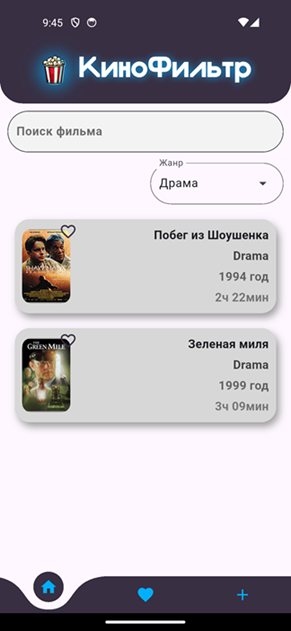 9:45
КиноФильтр
Поиск фильма
Жанр
Драма
Побег из Шоушенка
Drama
1994 год
2ч 22мин
THE
GREEN MILE
Зеленая миля
Drama
1999 год
3ч 09мин